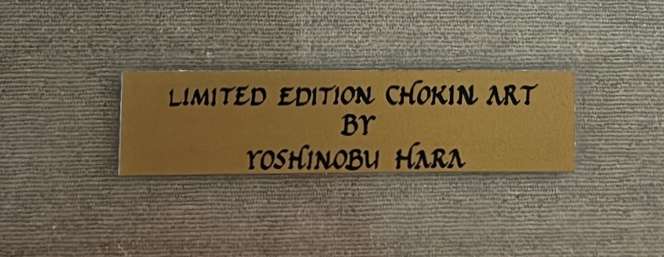 LIMITED EDITION CHOKIN ART
BY
YOSHINOBU HARA